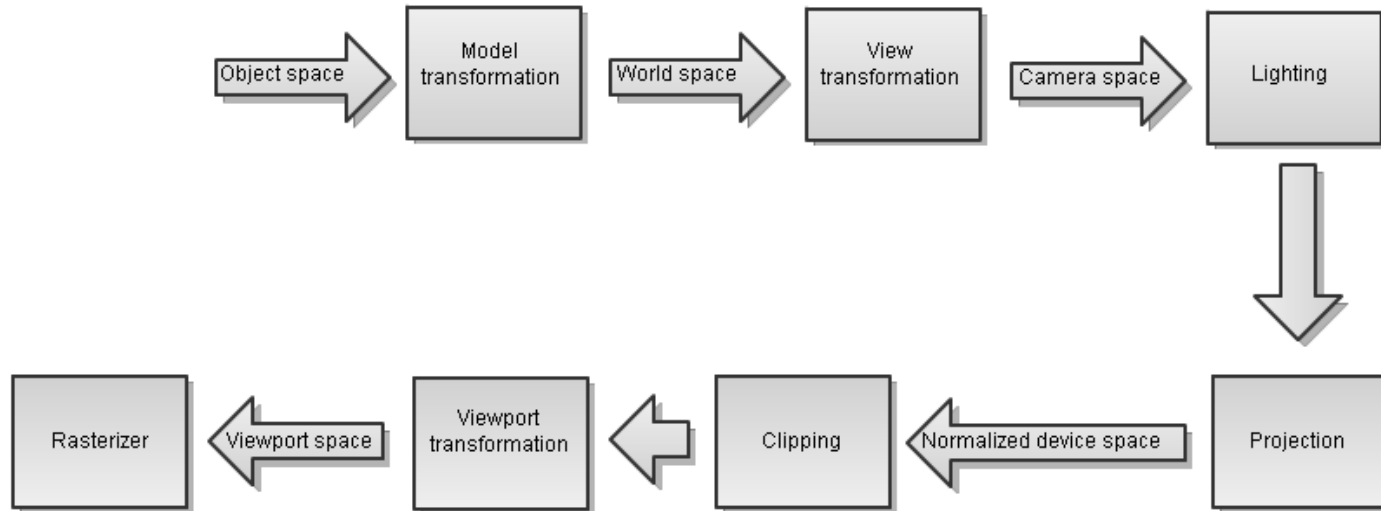 Object space
Model
transformation
World space
View
transformation
Camera space
Lighting
Projection
Normalized device space
Clipping
Viewport
transformation
Viewport space
Rasterizer